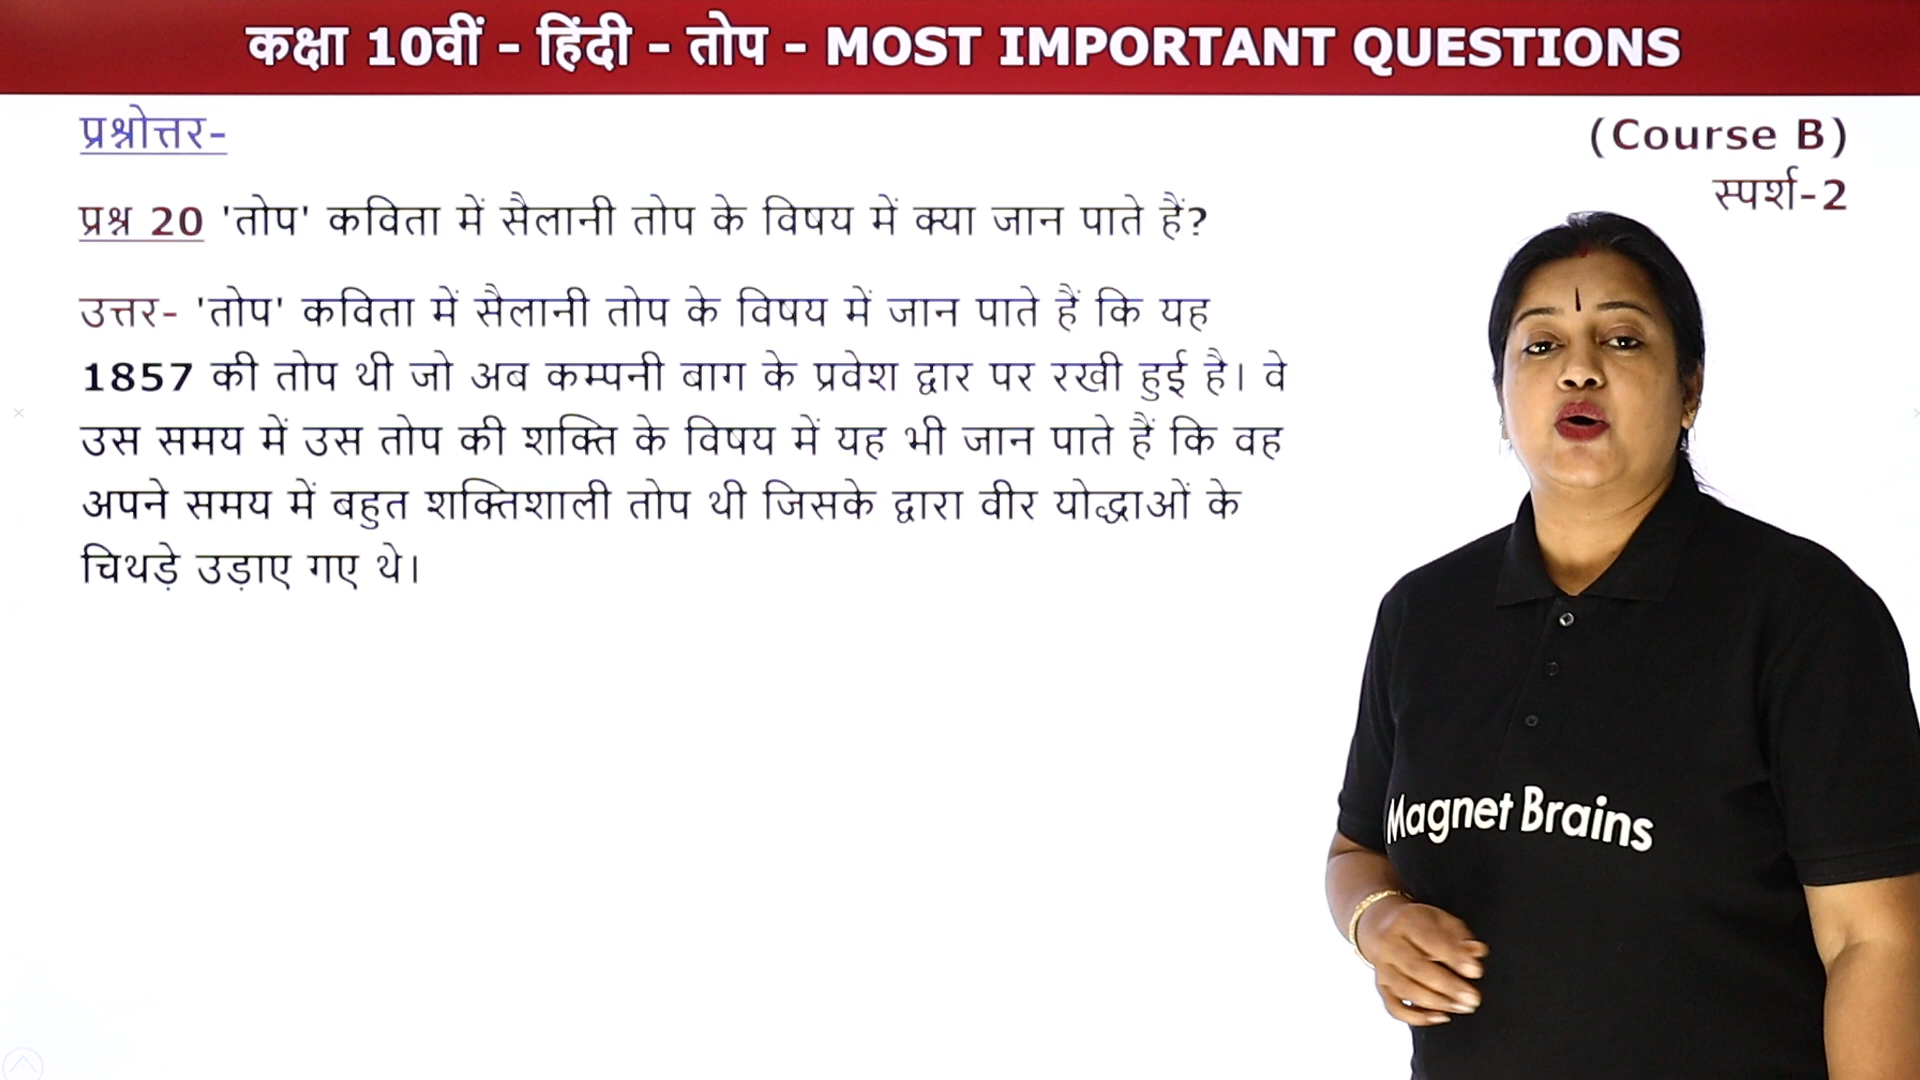 कक्षा 10वीं - हिंदी - तोप - MOST IMPORTANT QUESTIONS
प्रश्नोत्तर-
(Course B)
स्पर्श-2
प्रश्न 20 'तोप' कविता में सैलानी तोप के विषय में क्या जान पाते हैं?
उत्तर- 'तोप' कविता में सैलानी तोप के विषय में जान पाते हैं कि यह
1857 की तोप थी जो अब कम्पनी बाग के प्रवेश द्वार पर रखी हुई है। वे
उस समय में उस तोप की शक्ति के विषय में यह भी जान पाते हैं कि वह
अपने समय में बहुत शक्तिशाली तोप थी जिसके द्वारा वीर योद्धाओं के
चिथड़े उड़ाए गए थे।
Magnet Brains